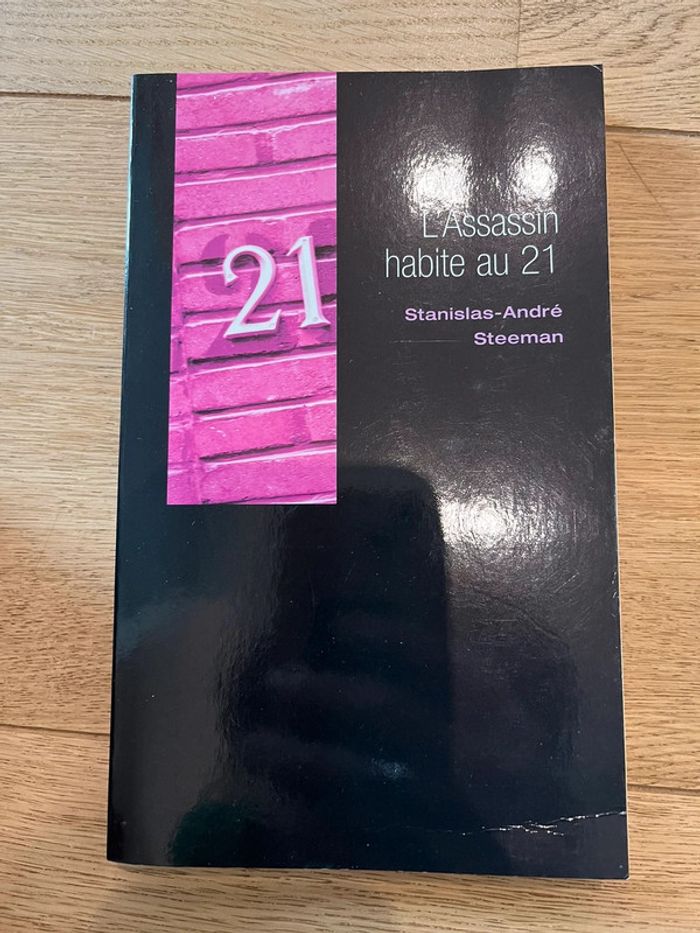 21
L'Assassin
habite au 21
Stanislas-André
Steeman